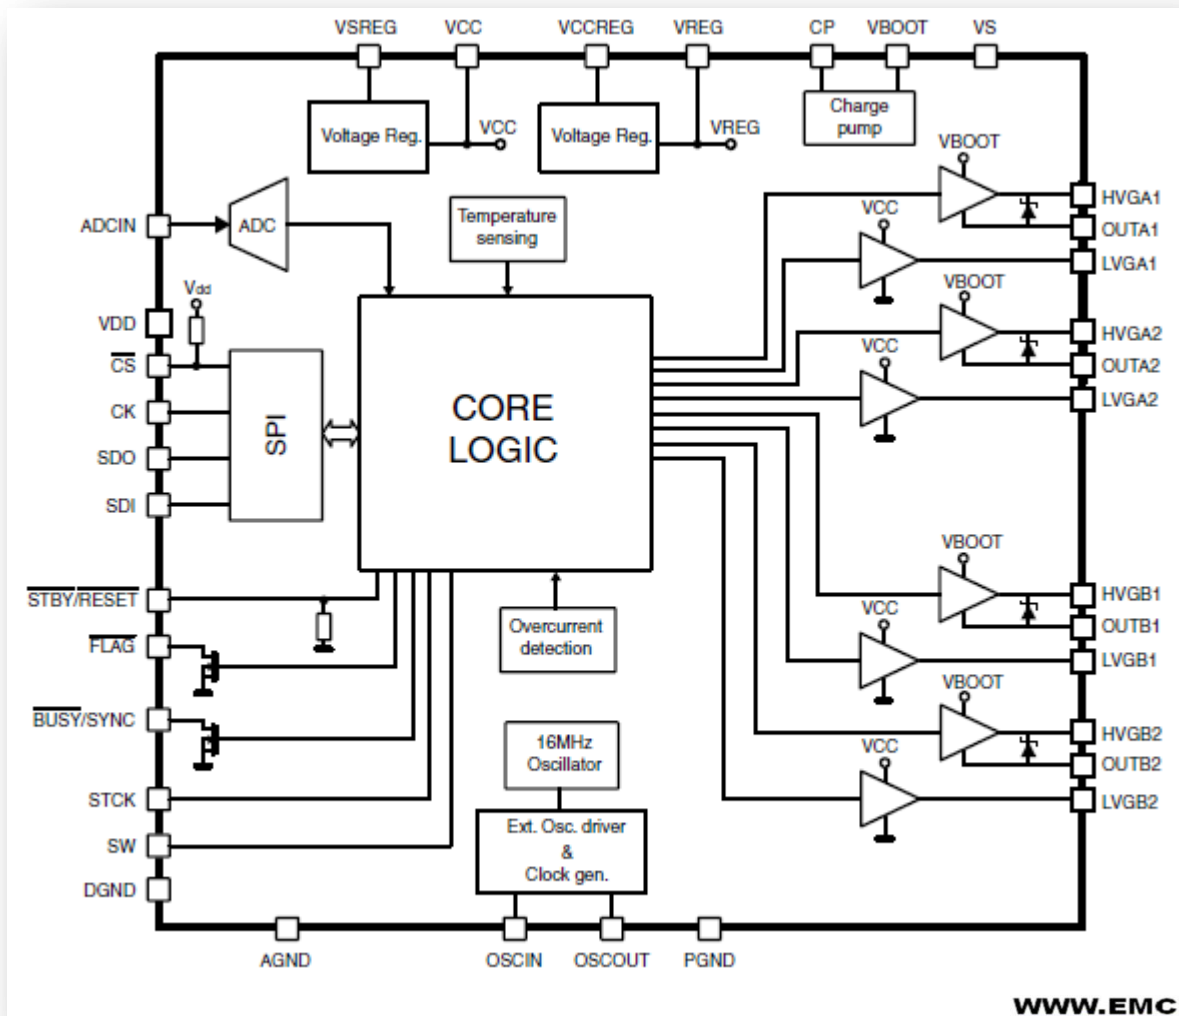 VSREG VCC VCCREG VREG CP VBOOT VS
Voltage Reg.
VCC
Voltage Reg.
VREG
Charge
pump
VBOOT
HVGA1
ADCIN
ADC
Temperature
sensing
VCC
OUTA1
LVGA1
Vdd
VBOOT
VDD
HVGA2
CS
VCC
OUTA2
CK
SPI
CORE
LOGIC
LVGA2
SDO
SDI
VBOOT
STBY/RESET
HVGB1
FLAG
Overcurrent
detection
VCC
OUTB1
LVGB1
VBOOT
BUSY/SYNC
16MHz
Oscillator
VCC
HVGB2
OUTB2
STCK
LVGB2
SW
Ext. Osc. driver
&
Clock gen.
DGND
AGND OSCIN OSCOUT PGND
WWW.EMC